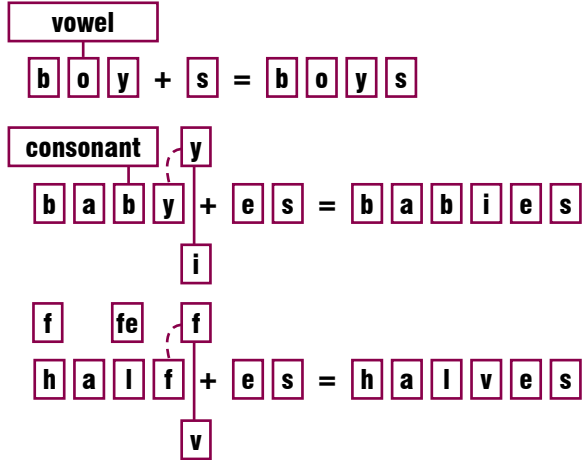 vowel
b o y + s = b o y s
consonant y
b a b y + e s = b a b i e s
i
f fe f
h a l f + e s = h a l v e s
v